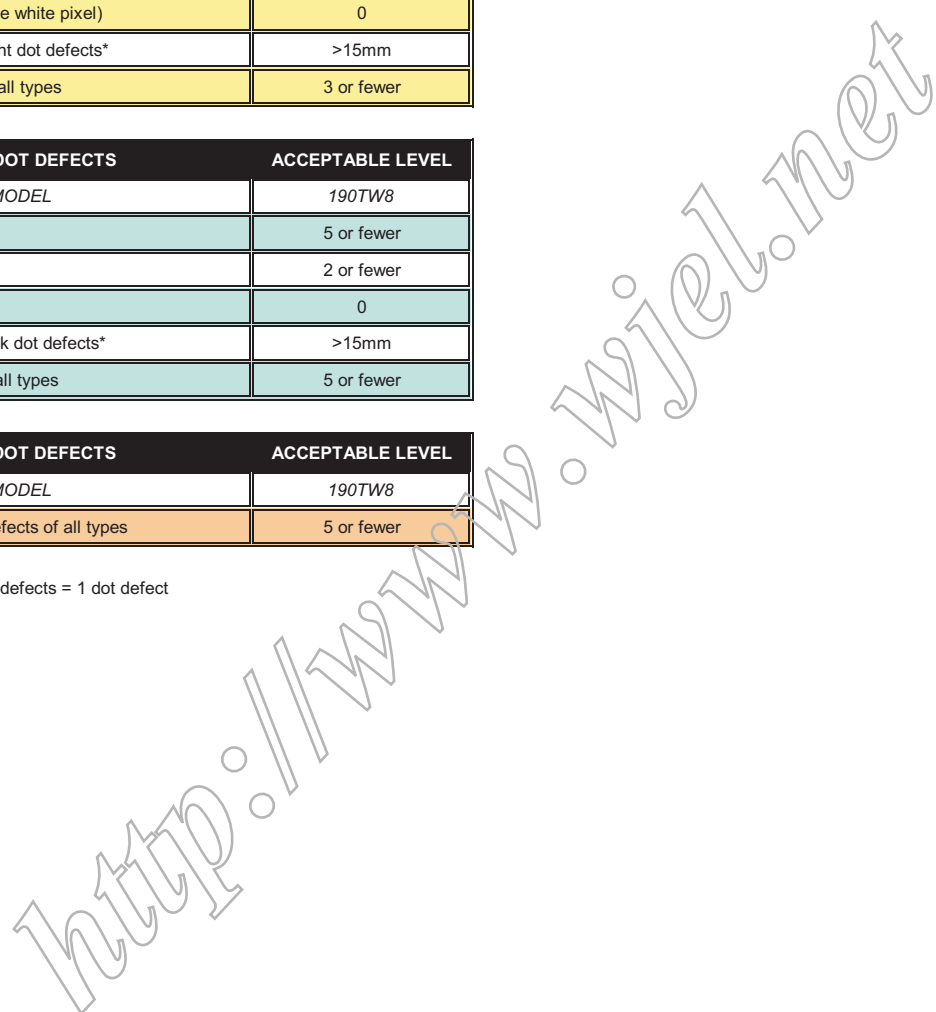 e white pixel) 0
nt dot defects* >15mm
all types 3 or fewer
DOT DEFECTS ACCEPTABLE LEVEL
MODEL 190TW8
5 or fewer
2 or fewer
0
k dot defects* >15mm
all types 5 or fewer
DOT DEFECTS ACCEPTABLE LEVEL
MODEL 190TW8
fects of all types 5 or fewer
defects = 1 dot defect
http://www.wjel.net